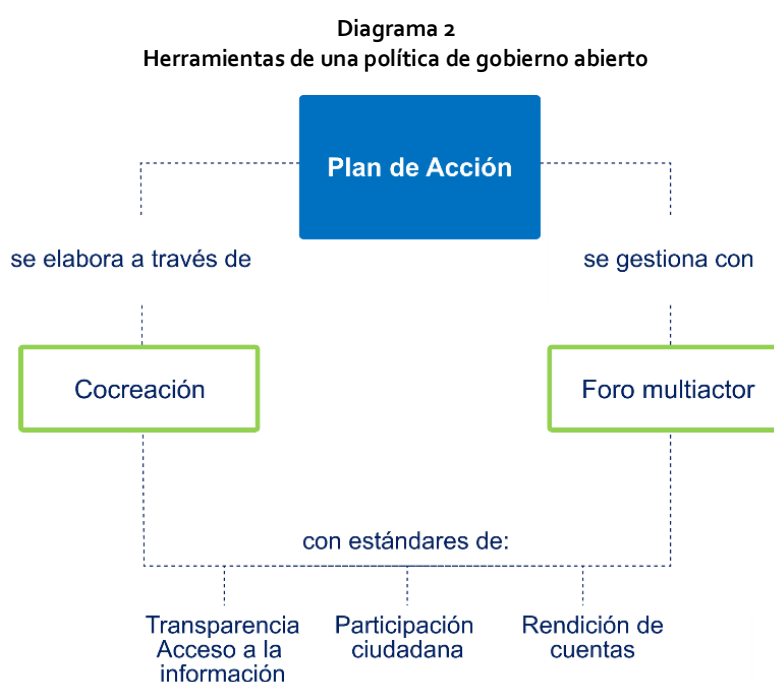 Diagrama 2
Herramientas de una política de gobierno abierto
Plan de Acción
se elabora a través de
se gestiona con
Cocreación
Foro multiactor
con estándares de:
Transparencia
Acceso a la
información
Participación
ciudadana
Rendición de
cuentas